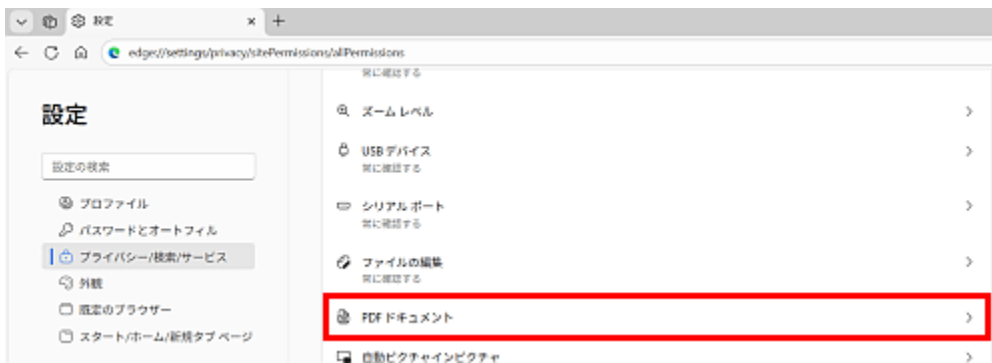 設定
edge://settings/privacy/sitePermissions/allPermissions
設定
設定の検索
プロファイル
パスワードとオートフィル
プライバシー/検索/サービス
外観
既定のブラウザー
スタート/ホーム/新規タブ ページ
常に確認する
ズーム レベル
USB デバイス
常に確認する
シリアル ポート
常に確認する
ファイルの編集
常に確認する
PDF ドキュメント
自動ピクチャインピクチャ